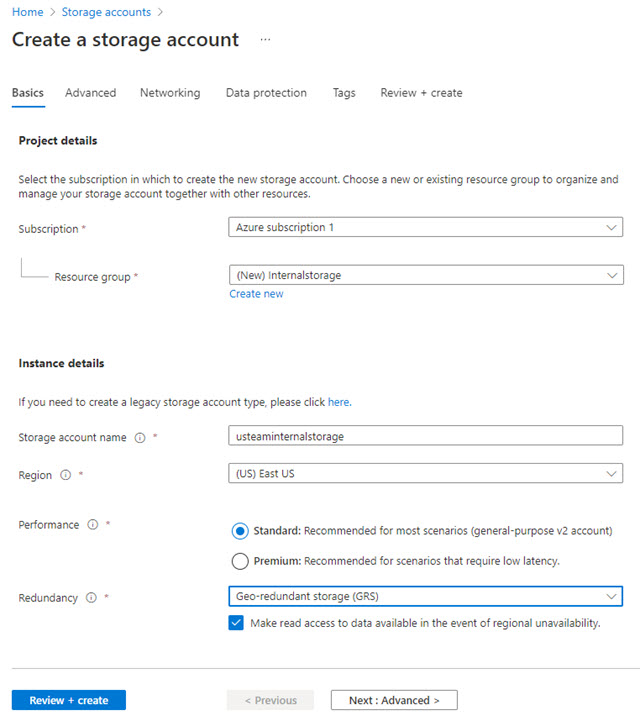 Home > Storage accounts >
Create a storage account ...
Basics Advanced Networking Data protection Tags Review + create
Project details
Select the subscription in which to create the new storage account. Choose a new or existing resource group to organize and
manage your storage account together with other resources.
Subscription * Azure subscription 1
Resource group * (New) Internalstorage
Create new
Instance details
If you need to create a legacy storage account type, please click here.
Storage account name * usteaminternalstorage
Region * (US) East US
Performance * Standard: Recommended for most scenarios (general-purpose v2 account)
Premium: Recommended for scenarios that require low latency.
Redundancy * Geo-redundant storage (GRS)
Make read access to data available in the event of regional unavailability.
Review + create < Previous Next : Advanced >